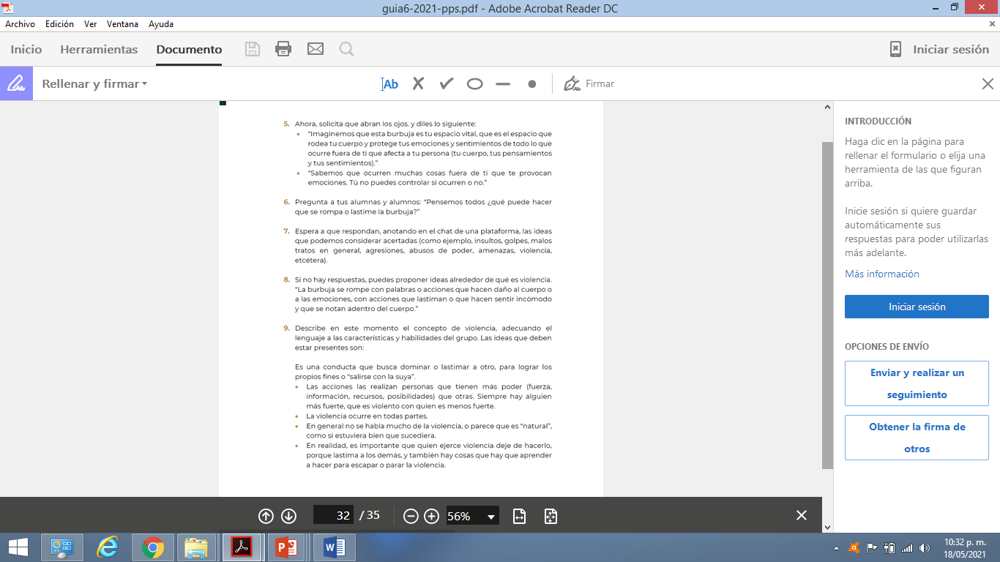 guia6-2021-pps.pdf - Adobe Acrobat Reader DC
Archivo Edición Ver Ventana Ayuda
Inicio Herramientas Documento Iniciar sesión
Rellenar y firmar Ab Firmar
5. Ahora, solicita que abran los ojos. y diles lo siguiente:
• “Imaginemos que esta burbuja es tu espacio vital, que es el espacio que
rodea tu cuerpo y protege tus emociones y sentimientos de todo lo que
ocurre fuera de ti que afecta a tu persona (tu cuerpo, tus pensamientos
y tus sentimientos).”
• “Sabemos que ocurren muchas cosas fuera de ti que te provocan
emociones. Tú no puedes controlar si ocurren o no.”
6. Pregunta a tus alumnas y alumnos: “Pensemos todos ¿qué puede hacer
que se rompa o lastime la burbuja?”
7. Espera a que respondan, anotando en el chat de una plataforma, las ideas
que podemos considerar acertadas (como ejemplo, insultos, golpes, malos
tratos en general, agresiones, abusos de poder, amenazas, violencia,
etcétera).
8. Si no hay respuestas, puedes proponer ideas alrededor de qué es violencia.
“La burbuja se rompe con palabras o acciones que hacen daño al cuerpo o
a las emociones, con acciones que lastiman o que hacen sentir incómodo
y que se notan adentro del cuerpo.”
9. Describe en este momento el concepto de violencia, adecuando el
lenguaje a las características y habilidades del grupo. Las ideas que deben
estar presentes son:
Es una conducta que busca dominar o lastimar a otro, para lograr los
propios fines o “salirse con la suya”.
• Las acciones las realizan personas que tienen más poder (fuerza,
información, recursos, posibilidades) que otras. Siempre hay alguien
más fuerte, que es violento con quien es menos fuerte.
• La violencia ocurre en todas partes.
• En general no se habla mucho de la violencia, o parece que es “natural”,
como si estuviera bien que sucediera.
• En realidad, es importante que quien ejerce violencia deje de hacerlo,
porque lastima a los demás, y también hay cosas que hay que aprender
a hacer para escapar o parar la violencia.
INTRODUCCIÓN
Haga clic en la página para
rellenar el formulario o elija una
herramienta de las que figuran
arriba.
Inicie sesión si quiere guardar
automáticamente sus
respuestas para poder utilizarlas
más adelante.
Más información
Iniciar sesión
OPCIONES DE ENVÍO
Enviar y realizar un
seguimiento
Obtener la firma de
otros
32 / 35 56%
10:32 p. m.
18/05/2021